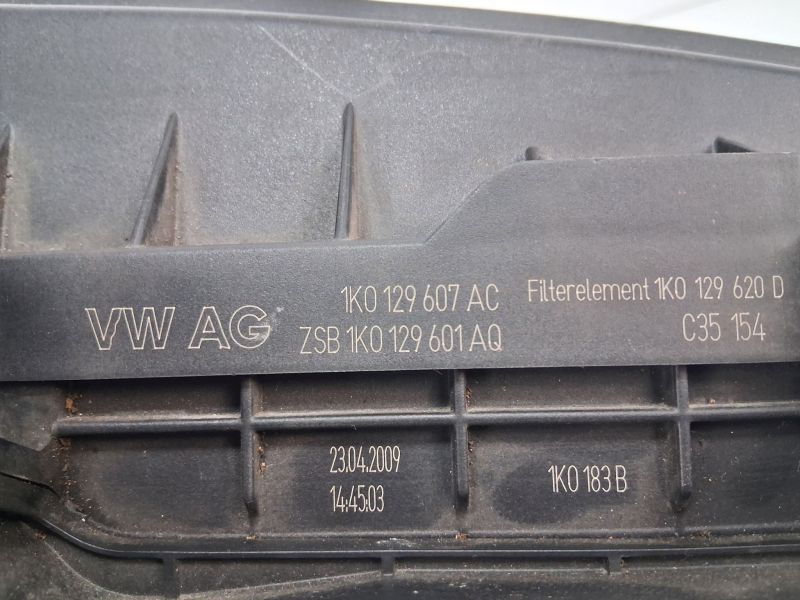 VW AG
1K0 129 607 AC
ZSB 1K0 129 601 AQ
Filterelement 1K0 129 620 D
C35 154
23.04.2009
14:45:03
1K0 183 B